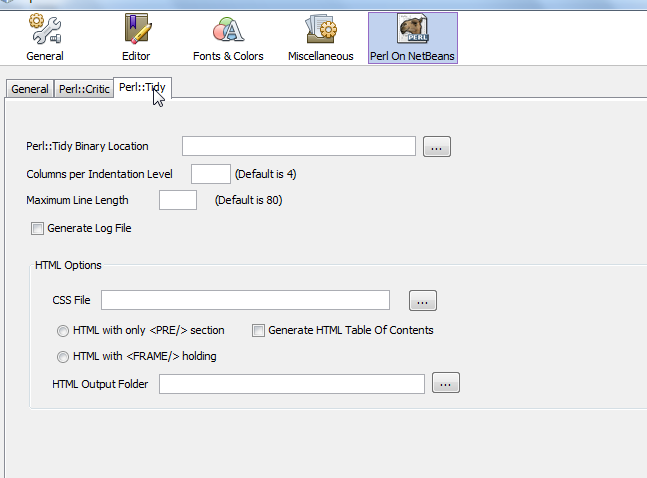 General Editor Fonts & Colors Miscellaneous Perl On NetBeans
PERL
General Perl::Critic Perl::Tidy
Perl::Tidy Binary Location ...
Columns per Indentation Level (Default is 4)
Maximum Line Length (Default is 80)
Generate Log File
HTML Options
CSS File ...
HTML with only <PRE/> section Generate HTML Table Of Contents
HTML with <FRAME/> holding
HTML Output Folder ...